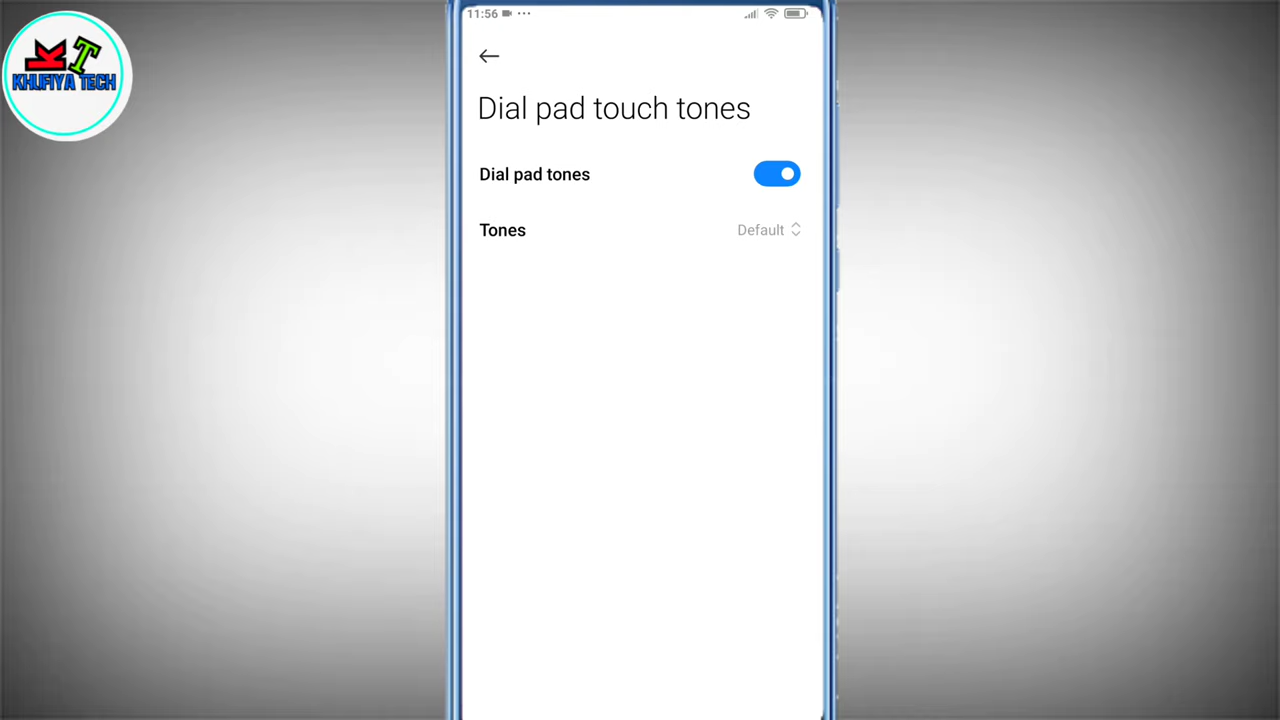 KT
KHUFIYA TECH
11:56
Dial pad touch tones
Dial pad tones
Tones
Default